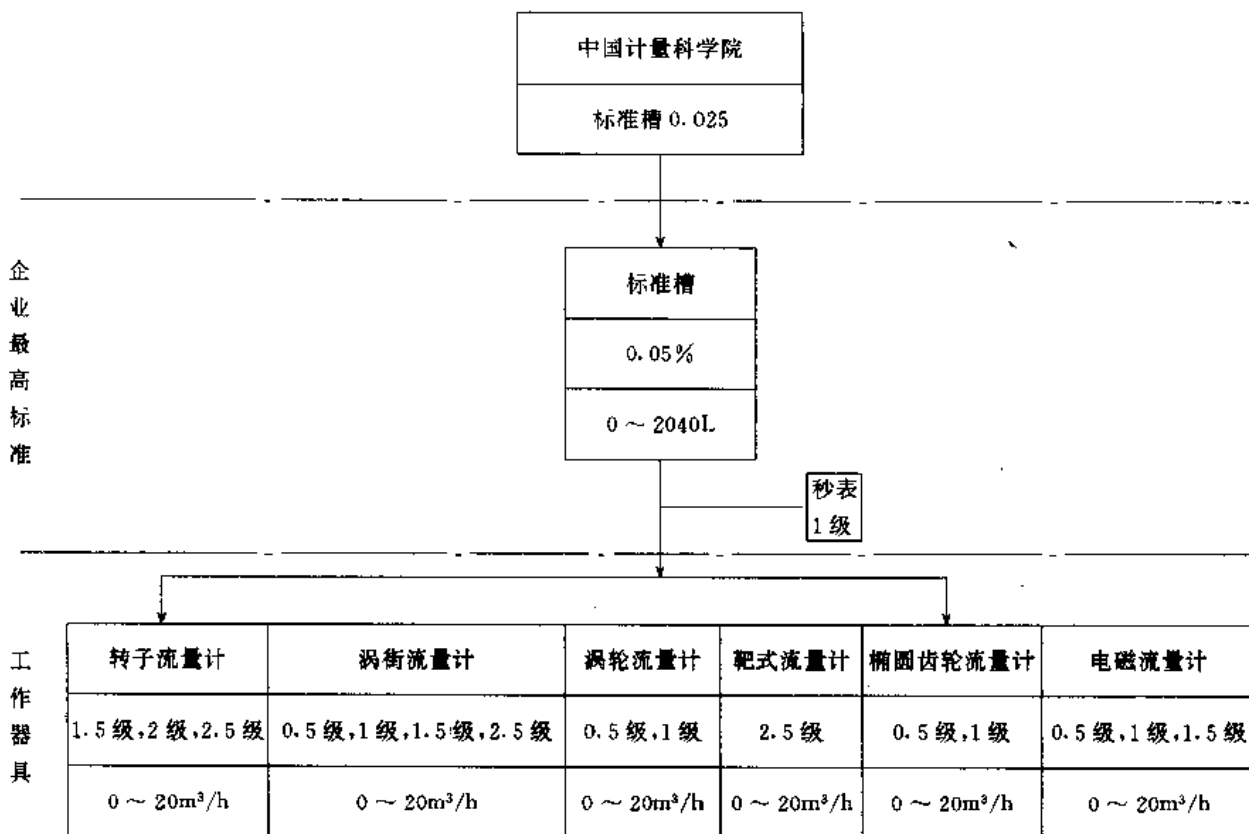 中国计量科学院
标准槽 0.025
企业最高标准
标准槽
0.05%
0～2040L
秒表
1 级
工作器具
转子流量计 涡街流量计 涡轮流量计 靶式流量计 椭圆齿轮流量计 电磁流量计
1.5 级,2 级,2.5 级 0.5 级,1 级,1.5 级,2.5 级 0.5 级,1 级 2.5 级 0.5 级,1 级 0.5 级,1 级,1.5 级
0～20m³/h 0～20m³/h 0～20m³/h 0～20m³/h 0～20m³/h 0～20m³/h